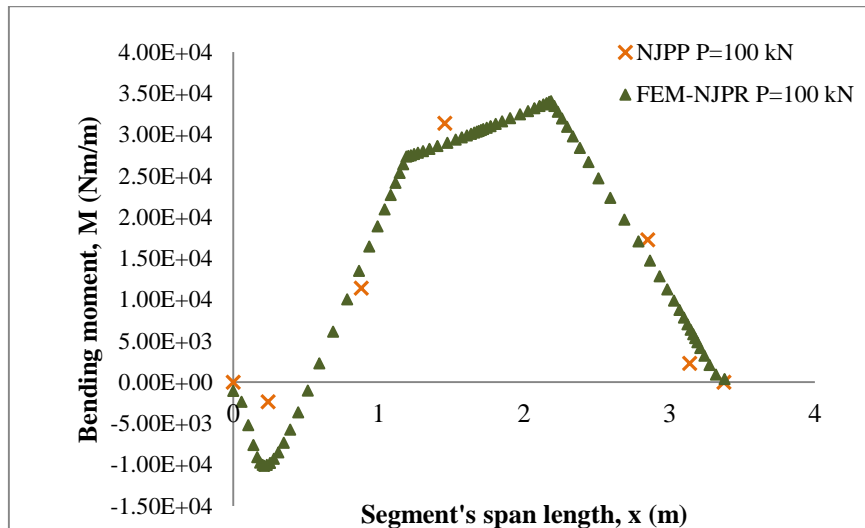 4.00E+04
3.50E+04
3.00E+04
2.50E+04
2.00E+04
1.50E+04
1.00E+04
5.00E+03
0.00E+00
-5.00E+03
-1.00E+04
-1.50E+04
Bending moment, M (Nm/m)
NJPP P=100 kN
FEM-NJPR P=100 kN
0 1 2 3 4
Segment's span length, x (m)